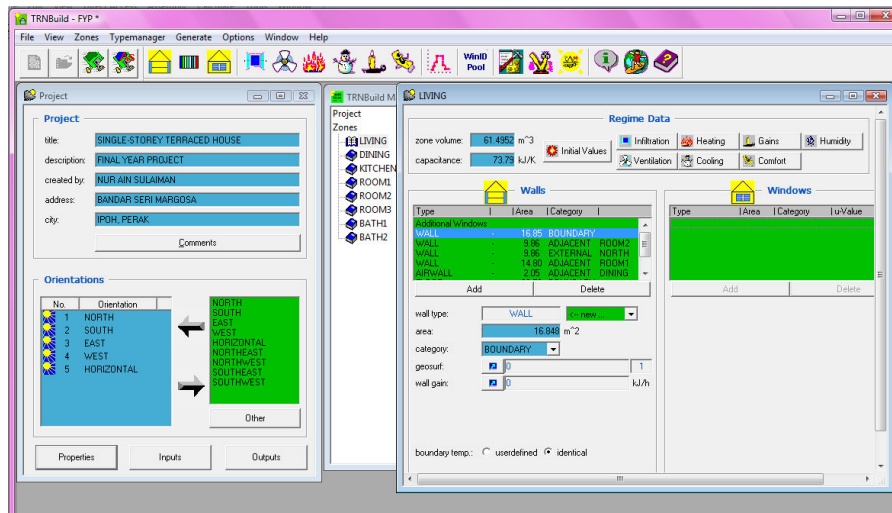 TRNBuild - FYP *
File View Zones Typemanager Generate Options Window Help
WinID
Pool
Project
Project
title: SINGLE-STOREY TERRACED HOUSE
description: FINAL YEAR PROJECT
created by: NUR AIN SULAIMAN
address: BANDAR SERI MARGOSA
city: IPOH, PERAK
Comments
Orientations
No. Orientation
1 NORTH
2 SOUTH
3 EAST
4 WEST
5 HORIZONTAL
NORTH
SOUTH
EAST
WEST
HORIZONTAL
NORTHEAST
NORTHWEST
SOUTHEAST
SOUTHWEST
Other
Properties Inputs Outputs
TRNBuild M
Project
Zones
LIVING
DINING
KITCHEN
ROOM1
ROOM2
ROOM3
BATH1
BATH2
LIVING
Regime Data
zone volume: 61.4952 m^3
capacitance: 73.79 kJ/K
Initial Values
Infiltration Heating Gains Humidity
Ventilation Cooling Comfort
Walls
Type | | Area | Category |
Additional Windows
WALL - 16.85 BOUNDARY
WALL - 9.86 ADJACENT ROOM2
WALL - 9.86 EXTERNAL NORTH
WALL - 14.80 ADJACENT ROOM1
AIRWALL - 2.05 ADJACENT DINING
Add Delete
wall type: WALL <-- new ...
area: 16.848 m^2
category: BOUNDARY
geosurf: 0 1
wall gain: 0 kJ/h
boundary temp.: userdefined identical
Windows
Type | Area | Category | u-Value
Add Delete